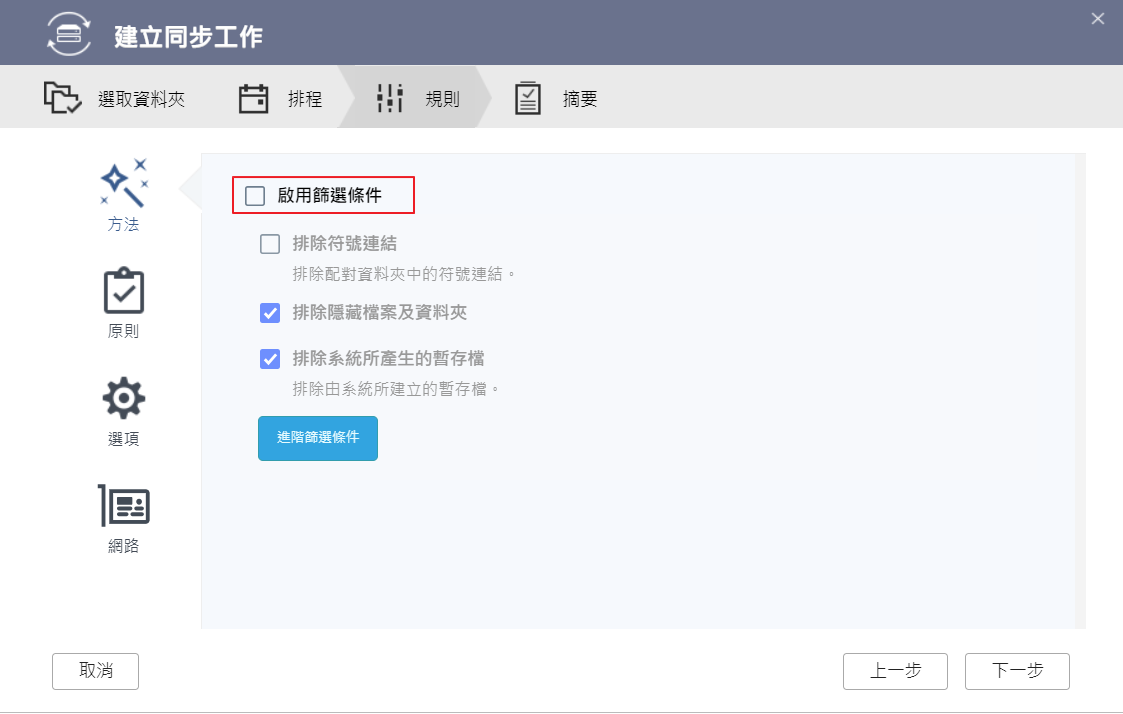 建立同步工作
選取資料夾
排程
規則
摘要
方法
原則
選項
網路
啟用篩選條件
排除符號連結
排除配對資料夾中的符號連結。
排除隱藏檔案及資料夾
排除系統所產生的暫存檔
排除由系統所建立的暫存檔。
進階篩選條件
取消
上一步
下一步